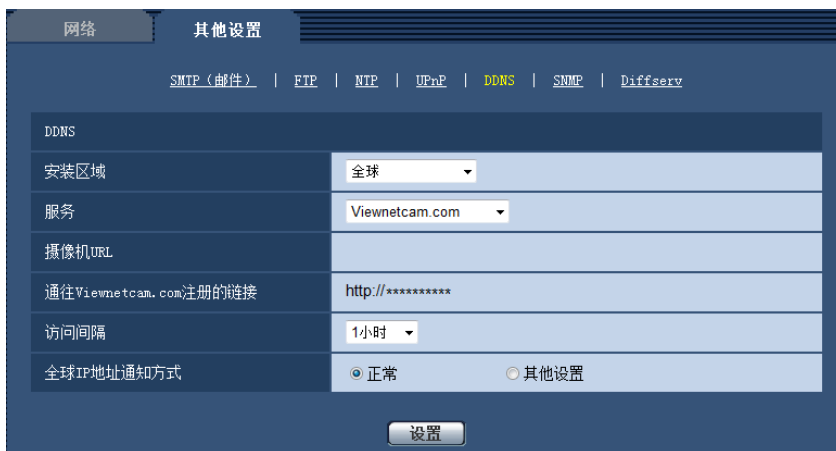 网络 其他设置
SMTP（邮件） | FTP | NTP | UPnP | DDNS | SNMP | Diffserv
DDNS
安装区域 全球
服务 Viewnetcam.com
摄像机URL
通往Viewnetcam.com注册的链接 http://**********
访问间隔 1小时
全球IP地址通知方式 正常 其他设置
设置